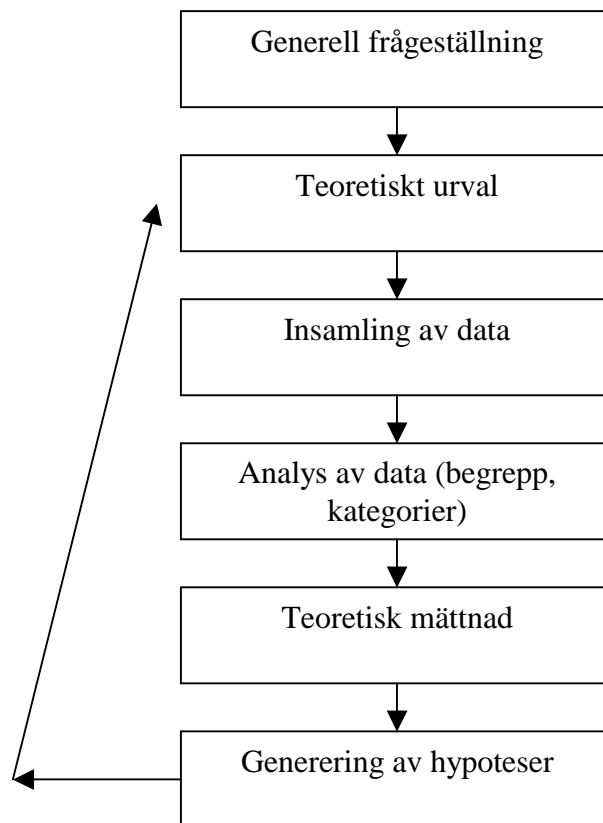 Generell frågeställning
Teoretiskt urval
Insamling av data
Analys av data (begrepp,
kategorier)
Teoretisk mättnad
Generering av hypoteser